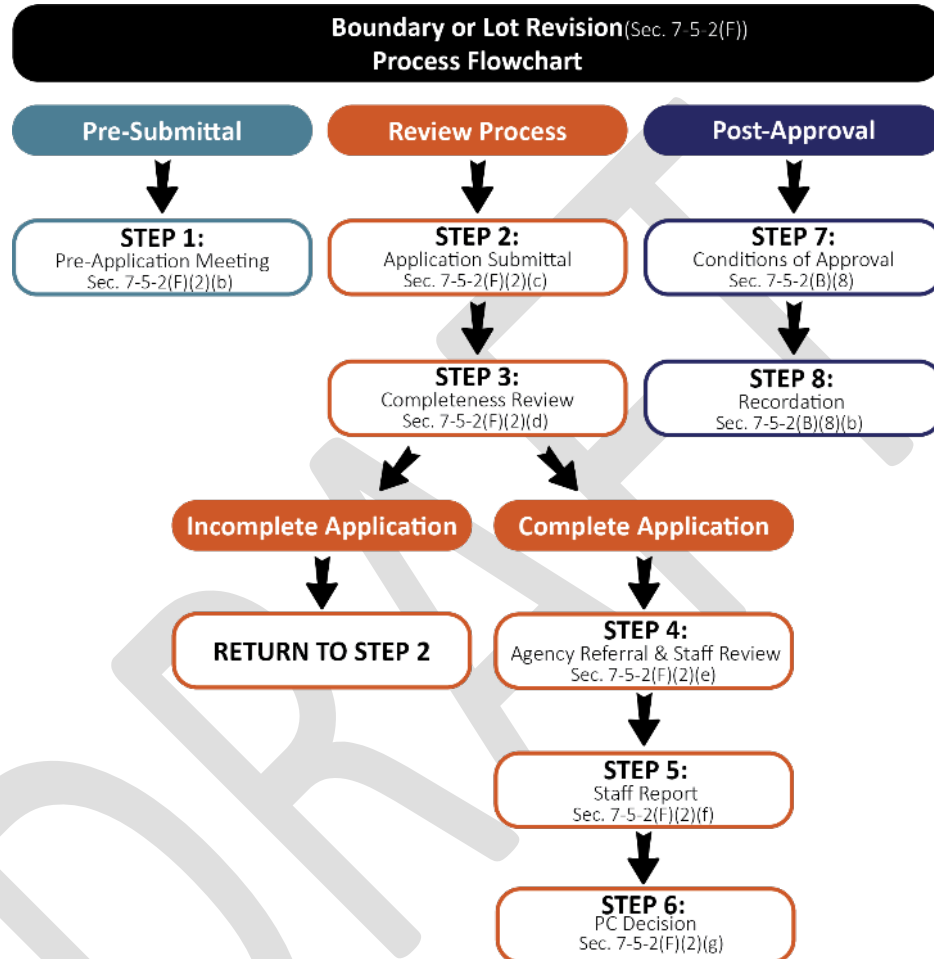 Boundary or Lot Revision(Sec. 7-5-2(F))
Process Flowchart
Pre-Submittal
Review Process
Post-Approval
STEP 1:
Pre-Application Meeting
Sec. 7-5-2(F)(2)(b)
STEP 2:
Application Submittal
Sec. 7-5-2(F)(2)(c)
STEP 7:
Conditions of Approval
Sec. 7-5-2(B)(8)
STEP 3:
Completeness Review
Sec. 7-5-2(F)(2)(d)
STEP 8:
Recordation
Sec. 7-5-2(B)(8)(b)
Incomplete Application
Complete Application
RETURN TO STEP 2
STEP 4:
Agency Referral & Staff Review
Sec. 7-5-2(F)(2)(e)
STEP 5:
Staff Report
Sec. 7-5-2(F)(2)(f)
STEP 6:
PC Decision
Sec. 7-5-2(F)(2)(g)
DRAFT